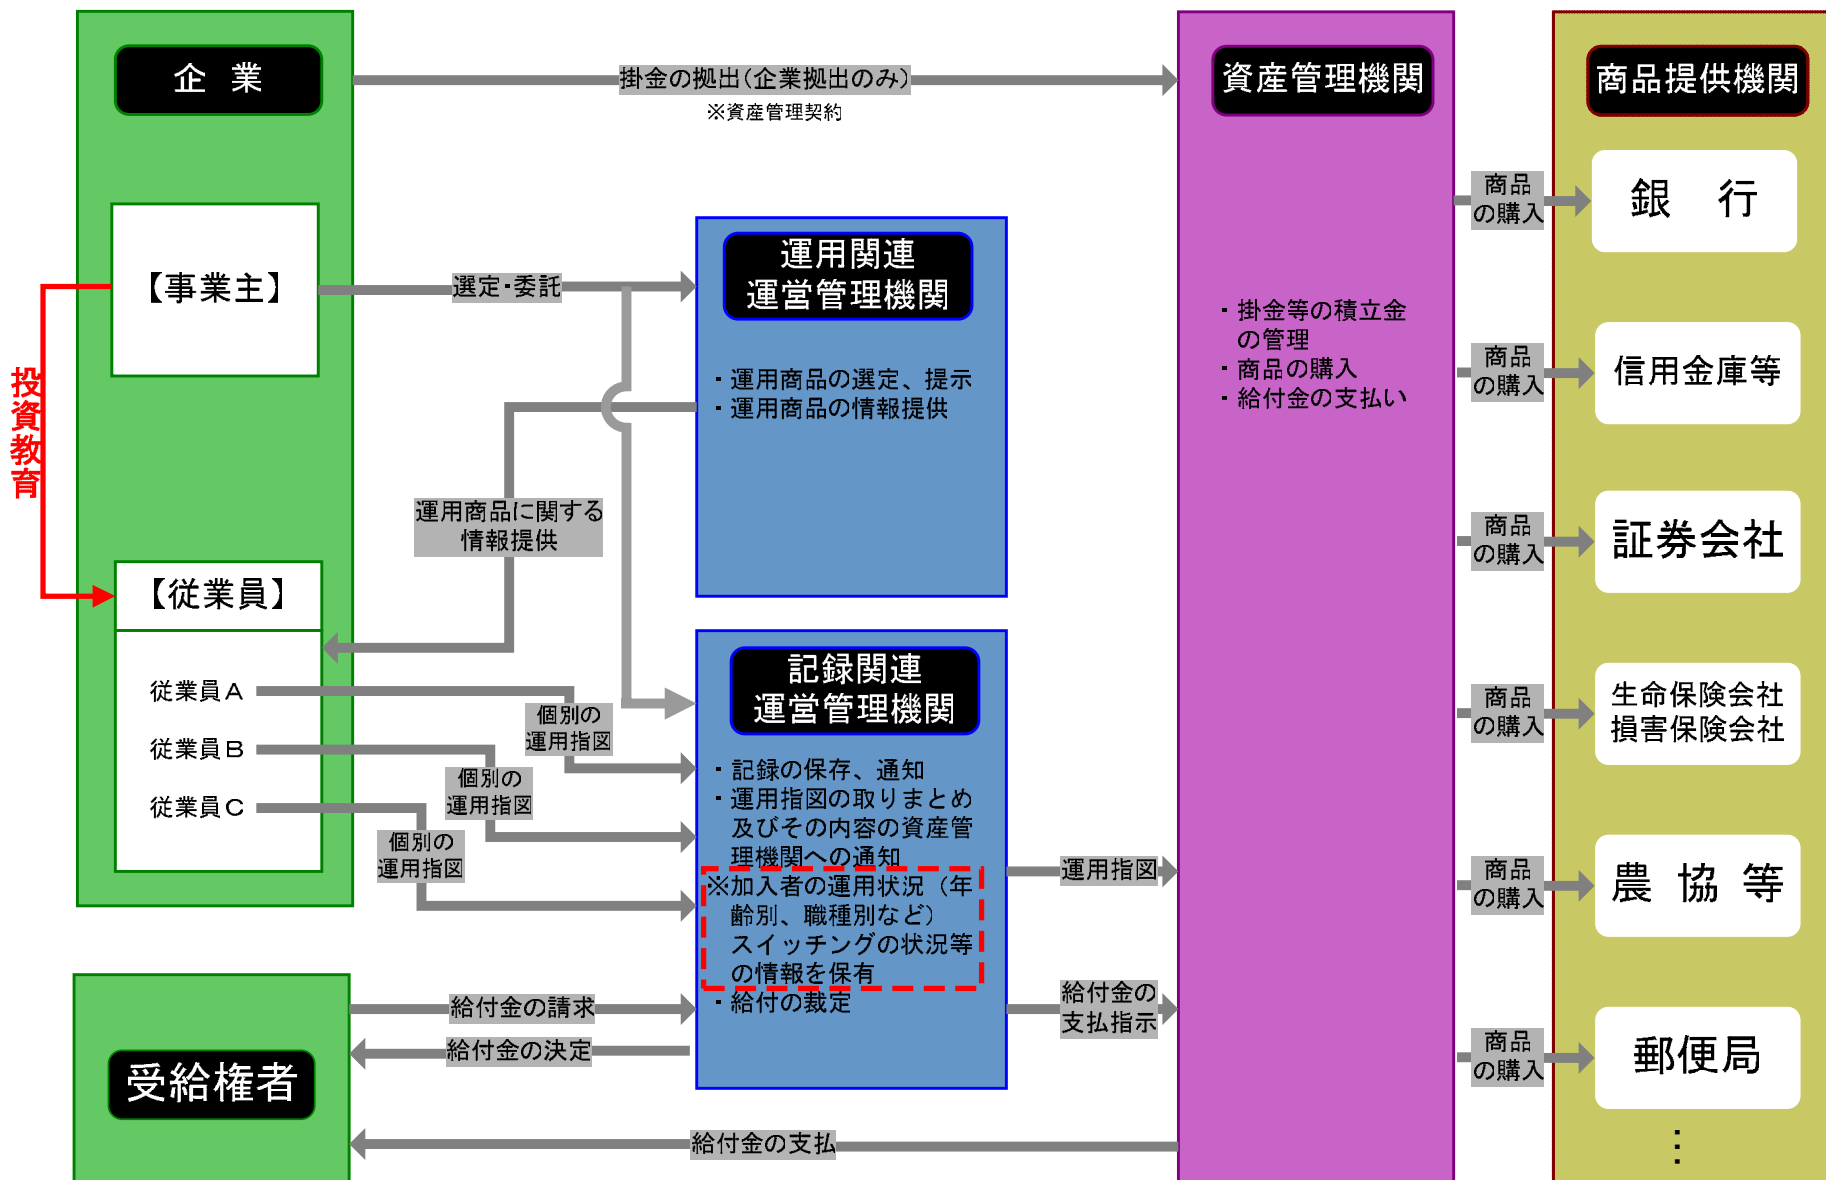 企 業
掛金の拠出(企業拠出のみ)
※資産管理契約
資産管理機関
商品提供機関
【事業主】
選定・委託
運用関連
運営管理機関
・運用商品の選定、提示
・運用商品の情報提供
・掛金等の積立金
の管理
・商品の購入
・給付金の支払い
商品
の購入
銀 行
商品
の購入
信用金庫等
商品
の購入
証券会社
商品
の購入
生命保険会社
損害保険会社
商品
の購入
農 協 等
商品
の購入
郵便局
…
投資教育
運用商品に関する
情報提供
【従業員】
従業員A
従業員B
従業員C
個別の
運用指図
個別の
運用指図
個別の
運用指図
記録関連
運営管理機関
・記録の保存、通知
・運用指図の取りまとめ
及びその内容の資産管
理機関への通知
※加入者の運用状況(年
齢別、職種別など)
スイッチングの状況等
の情報を保有
・給付の裁定
運用指図
給付金の
支払指示
受給権者
給付金の請求
給付金の決定
給付金の支払